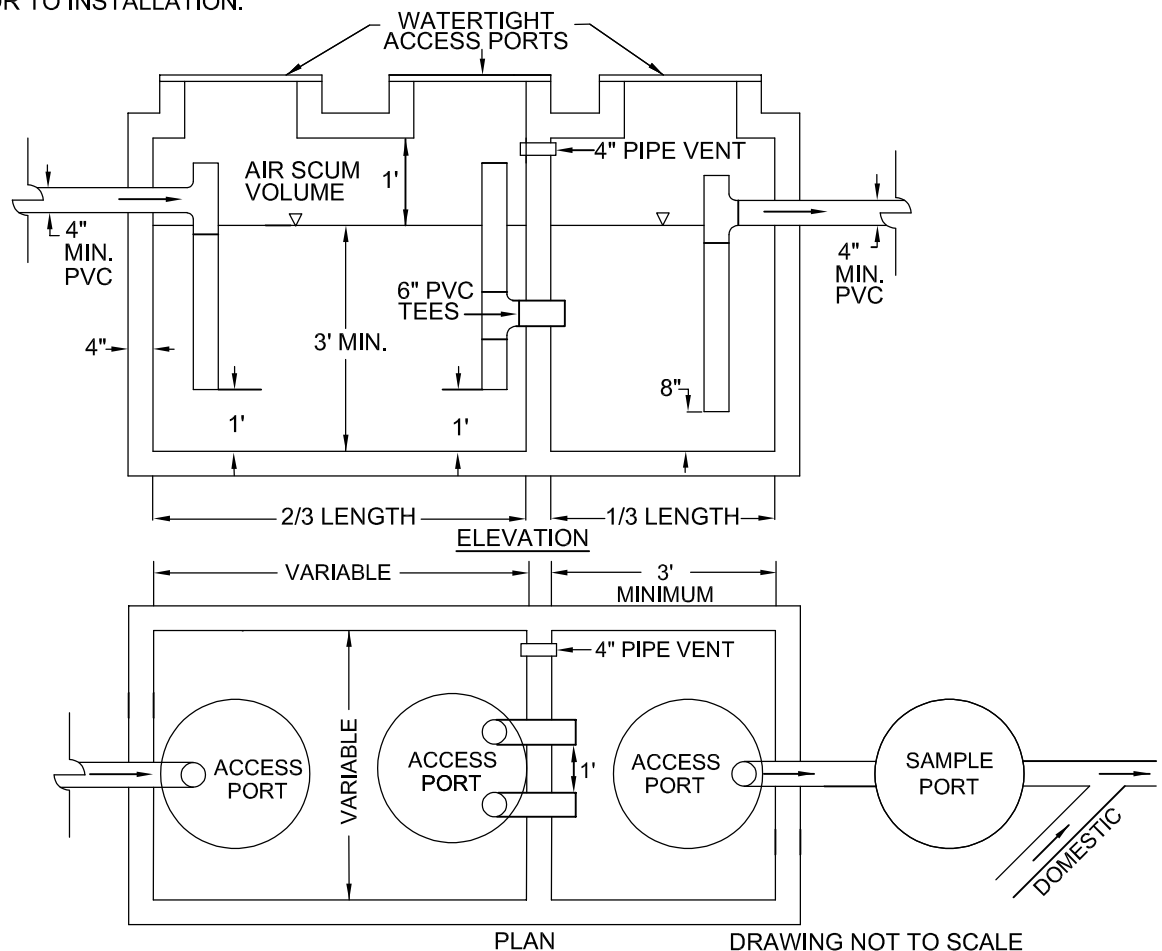 OR TO INSTALLATION.
WATERTIGHT
ACCESS PORTS
4" PIPE VENT
AIR SCUM
VOLUME
1'
4"
MIN.
PVC
4"
MIN.
PVC
6" PVC
TEES
3' MIN.
4"
8"
1'
1'
2/3 LENGTH
1/3 LENGTH
ELEVATION
VARIABLE
3'
MINIMUM
4" PIPE VENT
VARIABLE
ACCESS
PORT
ACCESS
PORT
1'
ACCESS
PORT
SAMPLE
PORT
DOMESTIC
PLAN
DRAWING NOT TO SCALE